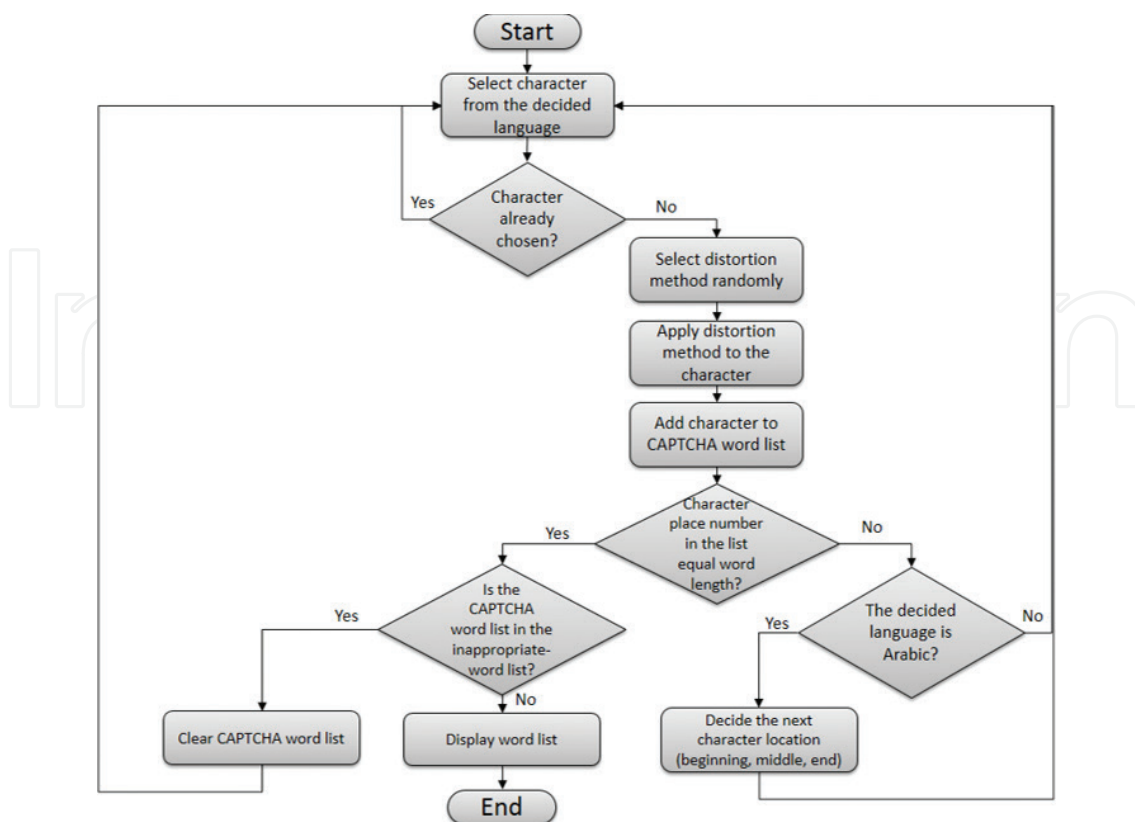 Start
Select character
from the decided
language
Yes
Character
already
chosen?
No
Select distortion
method randomly
Apply distortion
method to the
character
Add character to
CAPTCHA word list
Yes
Character
place number
in the list
equal word
length?
No
Yes
Is the
CAPTCHA
word list in the
inappropriate-
word list?
No
Yes
The decided
language is
Arabic?
No
Clear CAPTCHA word list
Display word list
Decide the next
character location
(beginning, middle, end)
End